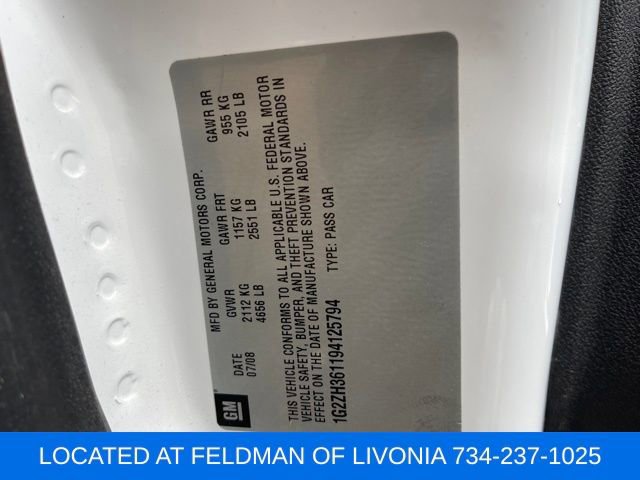 MFD BY GENERAL MOTORS CORP.
DATE GVWR GAWR FRT GAWR RR
07/08 2112 KG 1157 KG 955 KG
4656 LB 2551 LB 2105 LB
THIS VEHICLE CONFORMS TO ALL APPLICABLE U.S. FEDERAL MOTOR
VEHICLE SAFETY, BUMPER, AND THEFT PREVENTION STANDARDS IN
EFFECT ON THE DATE OF MANUFACTURE SHOWN ABOVE.
1G2ZH361194125794 TYPE: PASS CAR
GM
LOCATED AT FELDMAN OF LIVONIA 734-237-1025